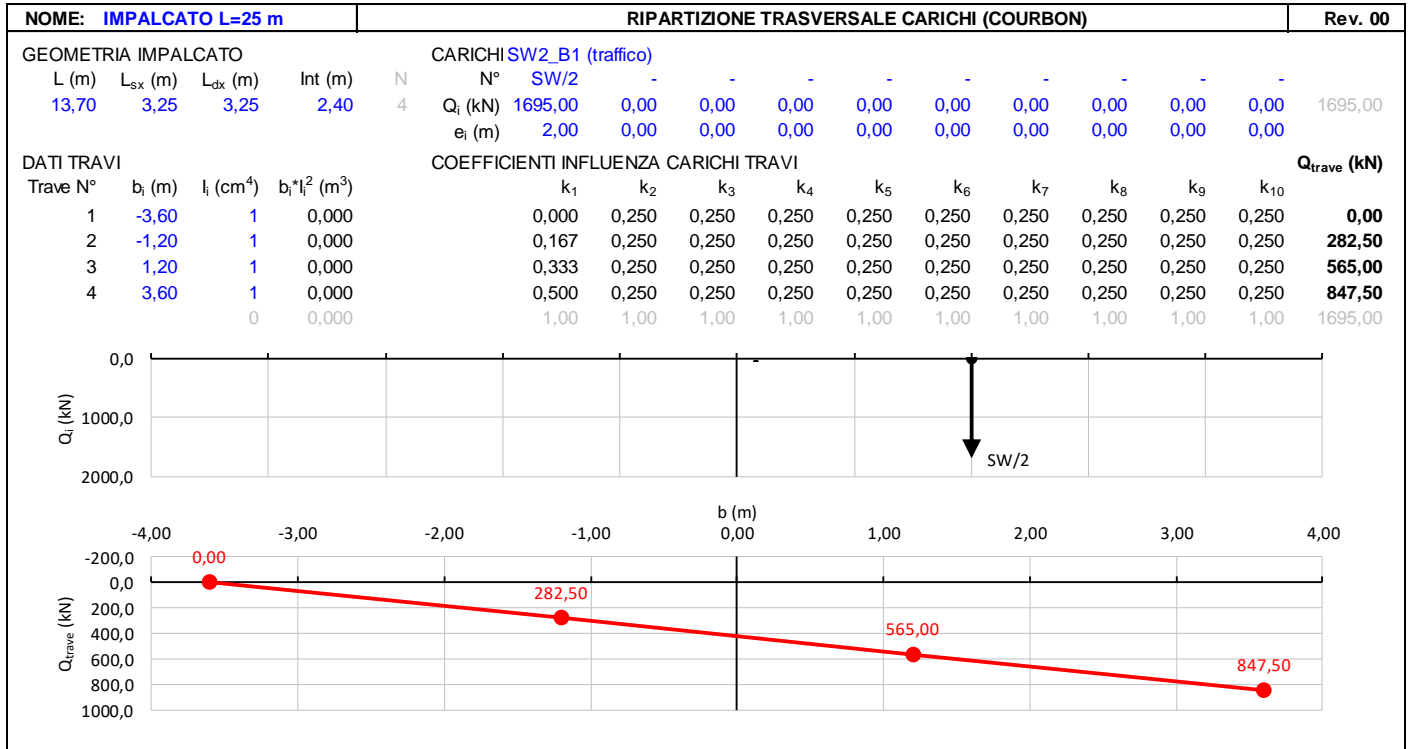 NOME: IMPALCATO L=25 m RIPARTIZIONE TRASVERSALE CARICHI (COURBON) Rev. 00
GEOMETRIA IMPALCATO CARICHI SW2_B1 (traffico)
L (m) Lsx (m) Ldx (m) Int (m) N N° SW/2 - - - - - - - - -
13,70 3,25 3,25 2,40 4 Qi (kN) 1695,00 0,00 0,00 0,00 0,00 0,00 0,00 0,00 0,00 0,00 1695,00
ei (m) 2,00 0,00 0,00 0,00 0,00 0,00 0,00 0,00 0,00 0,00
DATI TRAVI COEFFICIENTI INFLUENZA CARICHI TRAVI Qtrave (kN)
Trave N° bi (m) Ii (cm4) bi*Ii2 (m3) k1 k2 k3 k4 k5 k6 k7 k8 k9 k10
1 -3,60 1 0,000 0,000 0,250 0,250 0,250 0,250 0,250 0,250 0,250 0,250 0,250 0,00
2 -1,20 1 0,000 0,167 0,250 0,250 0,250 0,250 0,250 0,250 0,250 0,250 0,250 282,50
3 1,20 1 0,000 0,333 0,250 0,250 0,250 0,250 0,250 0,250 0,250 0,250 0,250 565,00
4 3,60 1 0,000 0,500 0,250 0,250 0,250 0,250 0,250 0,250 0,250 0,250 0,250 847,50
0 0,000 1,00 1,00 1,00 1,00 1,00 1,00 1,00 1,00 1,00 1,00 1695,00
0,0
1000,0
2000,0
Qi (kN)
SW/2
b (m)
-4,00 -3,00 -2,00 -1,00 0,00 1,00 2,00 3,00 4,00
-200,0
0,0
200,0
400,0
600,0
800,0
1000,0
Qtrave (kN)
0,00
282,50
565,00
847,50